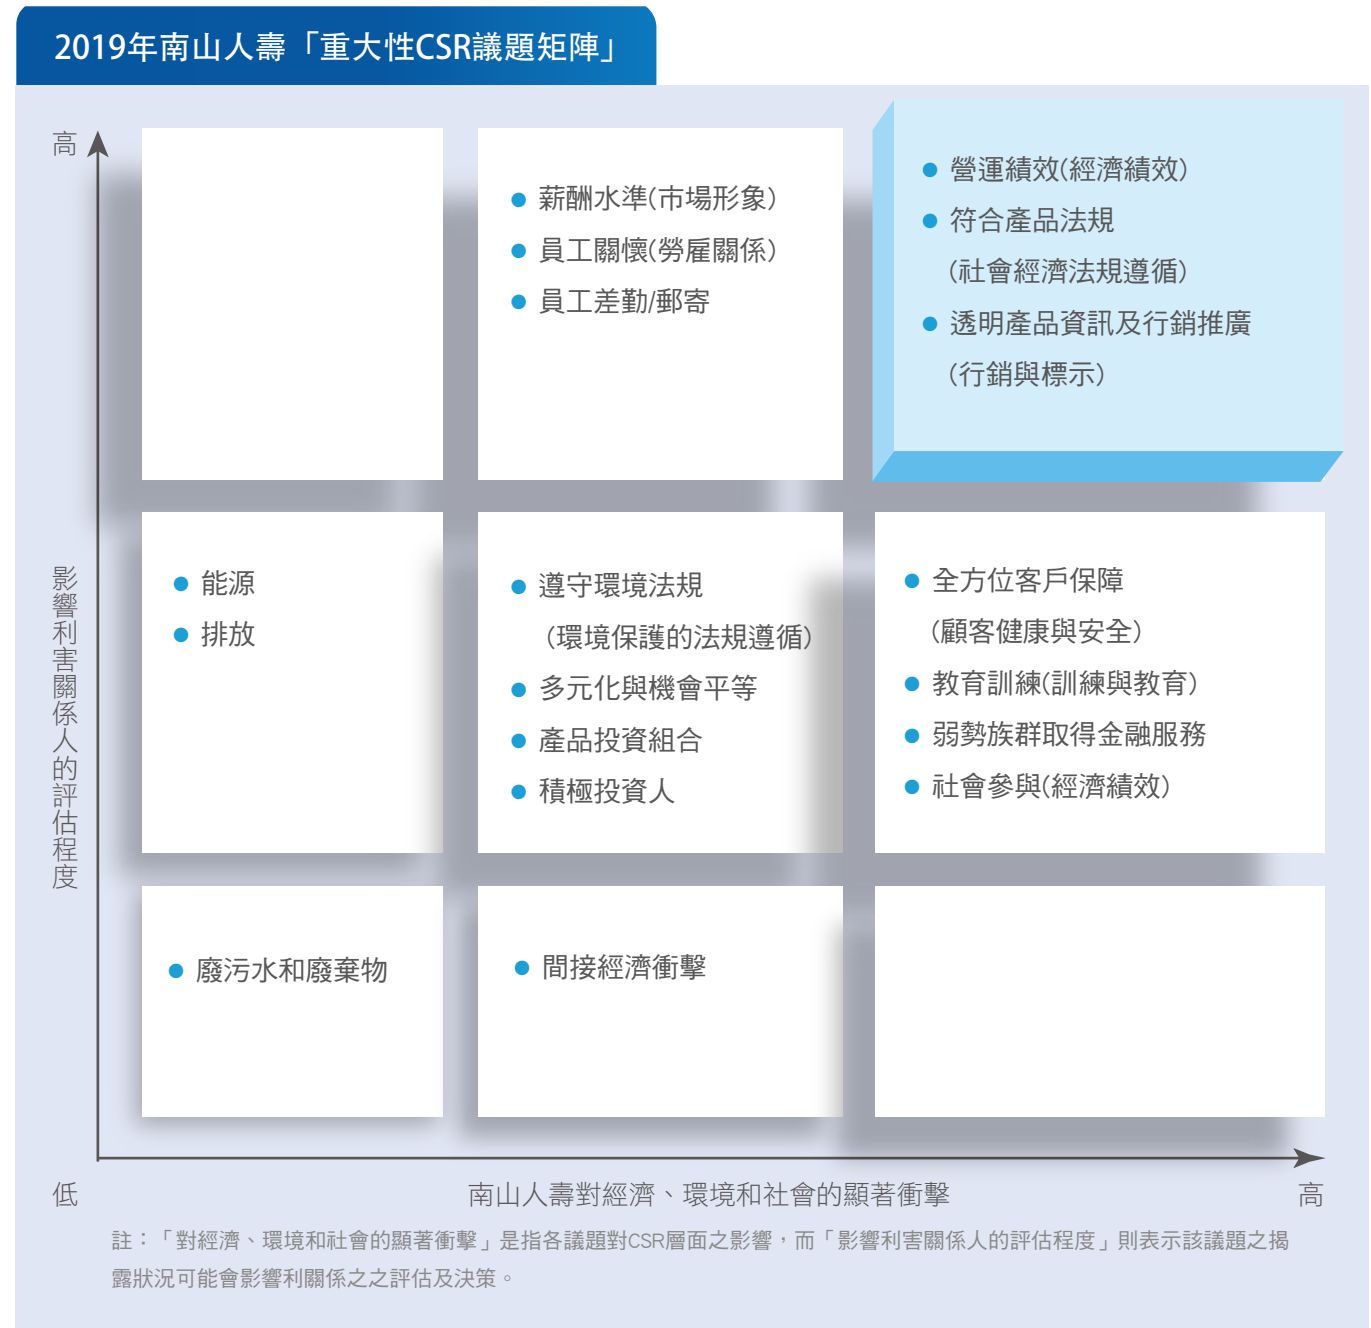 2019年南山人壽「重大性CSR議題矩陣」
高
影響利害關係人的評估程度
薪酬水準(市場形象)
員工關懷(勞雇關係)
員工差勤/郵寄
營運績效(經濟績效)
符合產品法規
(社會經濟法規遵循)
透明產品資訊及行銷推廣
(行銷與標示)
能源
排放
遵守環境法規
(環境保護的法規遵循)
多元化與機會平等
產品投資組合
積極投資人
全方位客戶保障
(顧客健康與安全)
教育訓練(訓練與教育)
弱勢族群取得金融服務
社會參與(經濟績效)
廢污水和廢棄物
間接經濟衝擊
低
南山人壽對經濟、環境和社會的顯著衝擊
高
註：「對經濟、環境和社會的顯著衝擊」是指各議題對CSR層面之影響，而「影響利害關係人的評估程度」則表示該議題之揭
露狀況可能會影響利關係之之評估及決策。